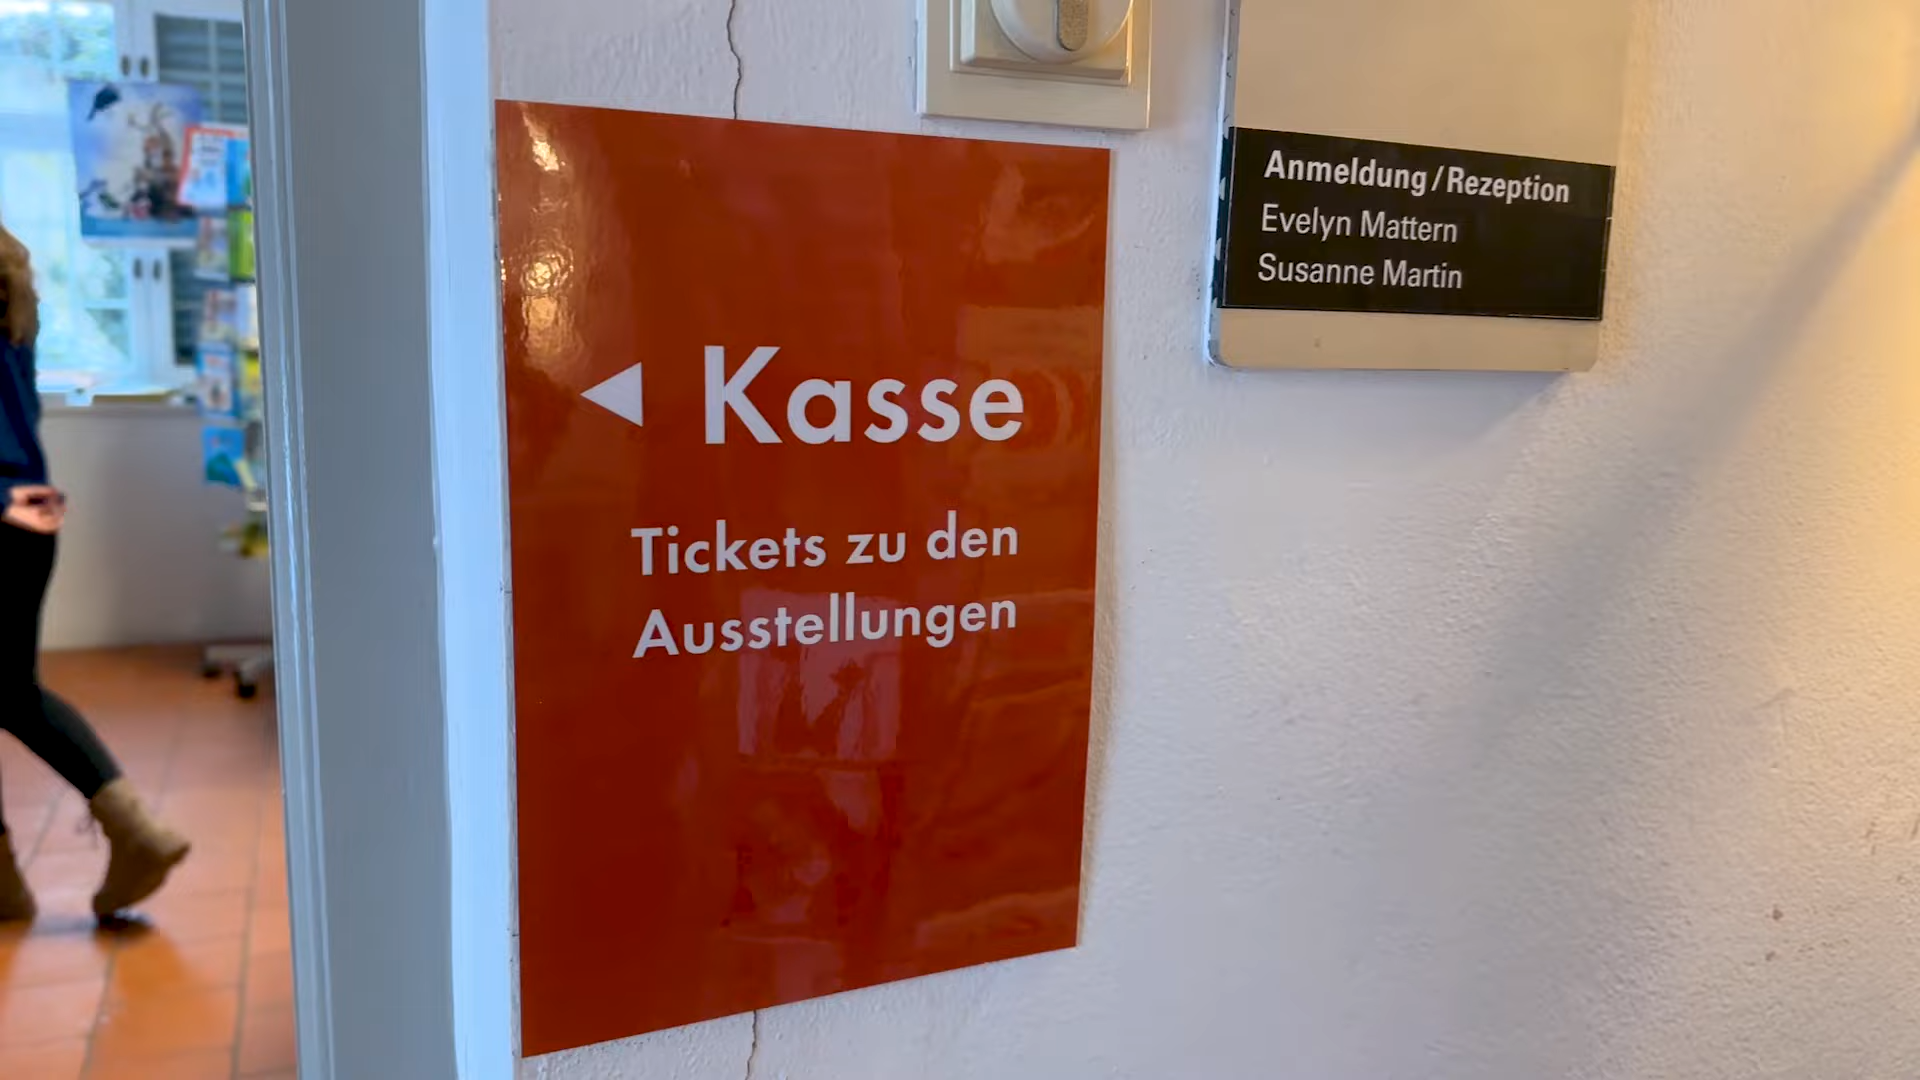 ◀ Kasse
Tickets zu den
Ausstellungen
Anmeldung/Rezeption
Evelyn Mattern
Susanne Martin